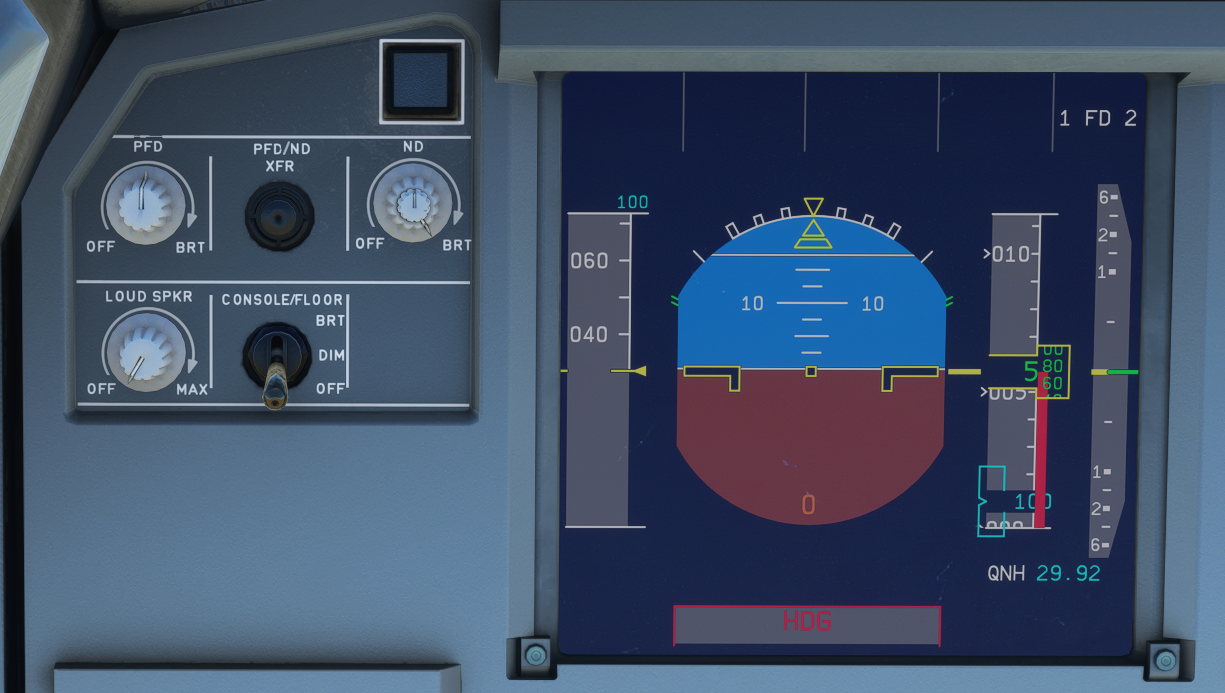 PFD
PFD/ND
XFR
ND
OFF
BRT
OFF
BRT
LOUD SPKR
CONSOLE/FLOOR
BRT
DIM
OFF
OFF
MAX
1 FD 2
100
060
040
10 10
0
010
5
80
60
005
100
6
2
1
1
2
6
QNH 29.92
HDG